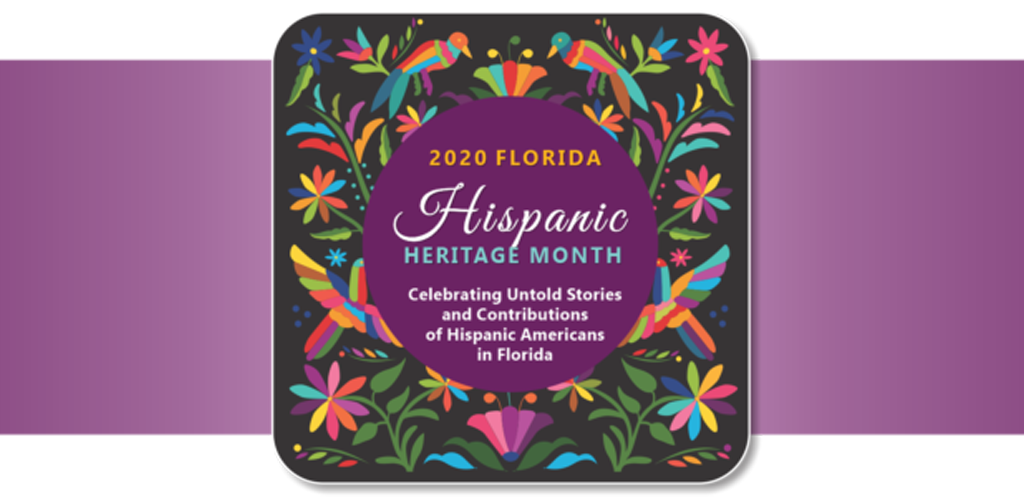 2020 FLORIDA
Hispanic
HERITAGE MONTH
Celebrating Untold Stories
and Contributions
of Hispanic Americans
in Florida